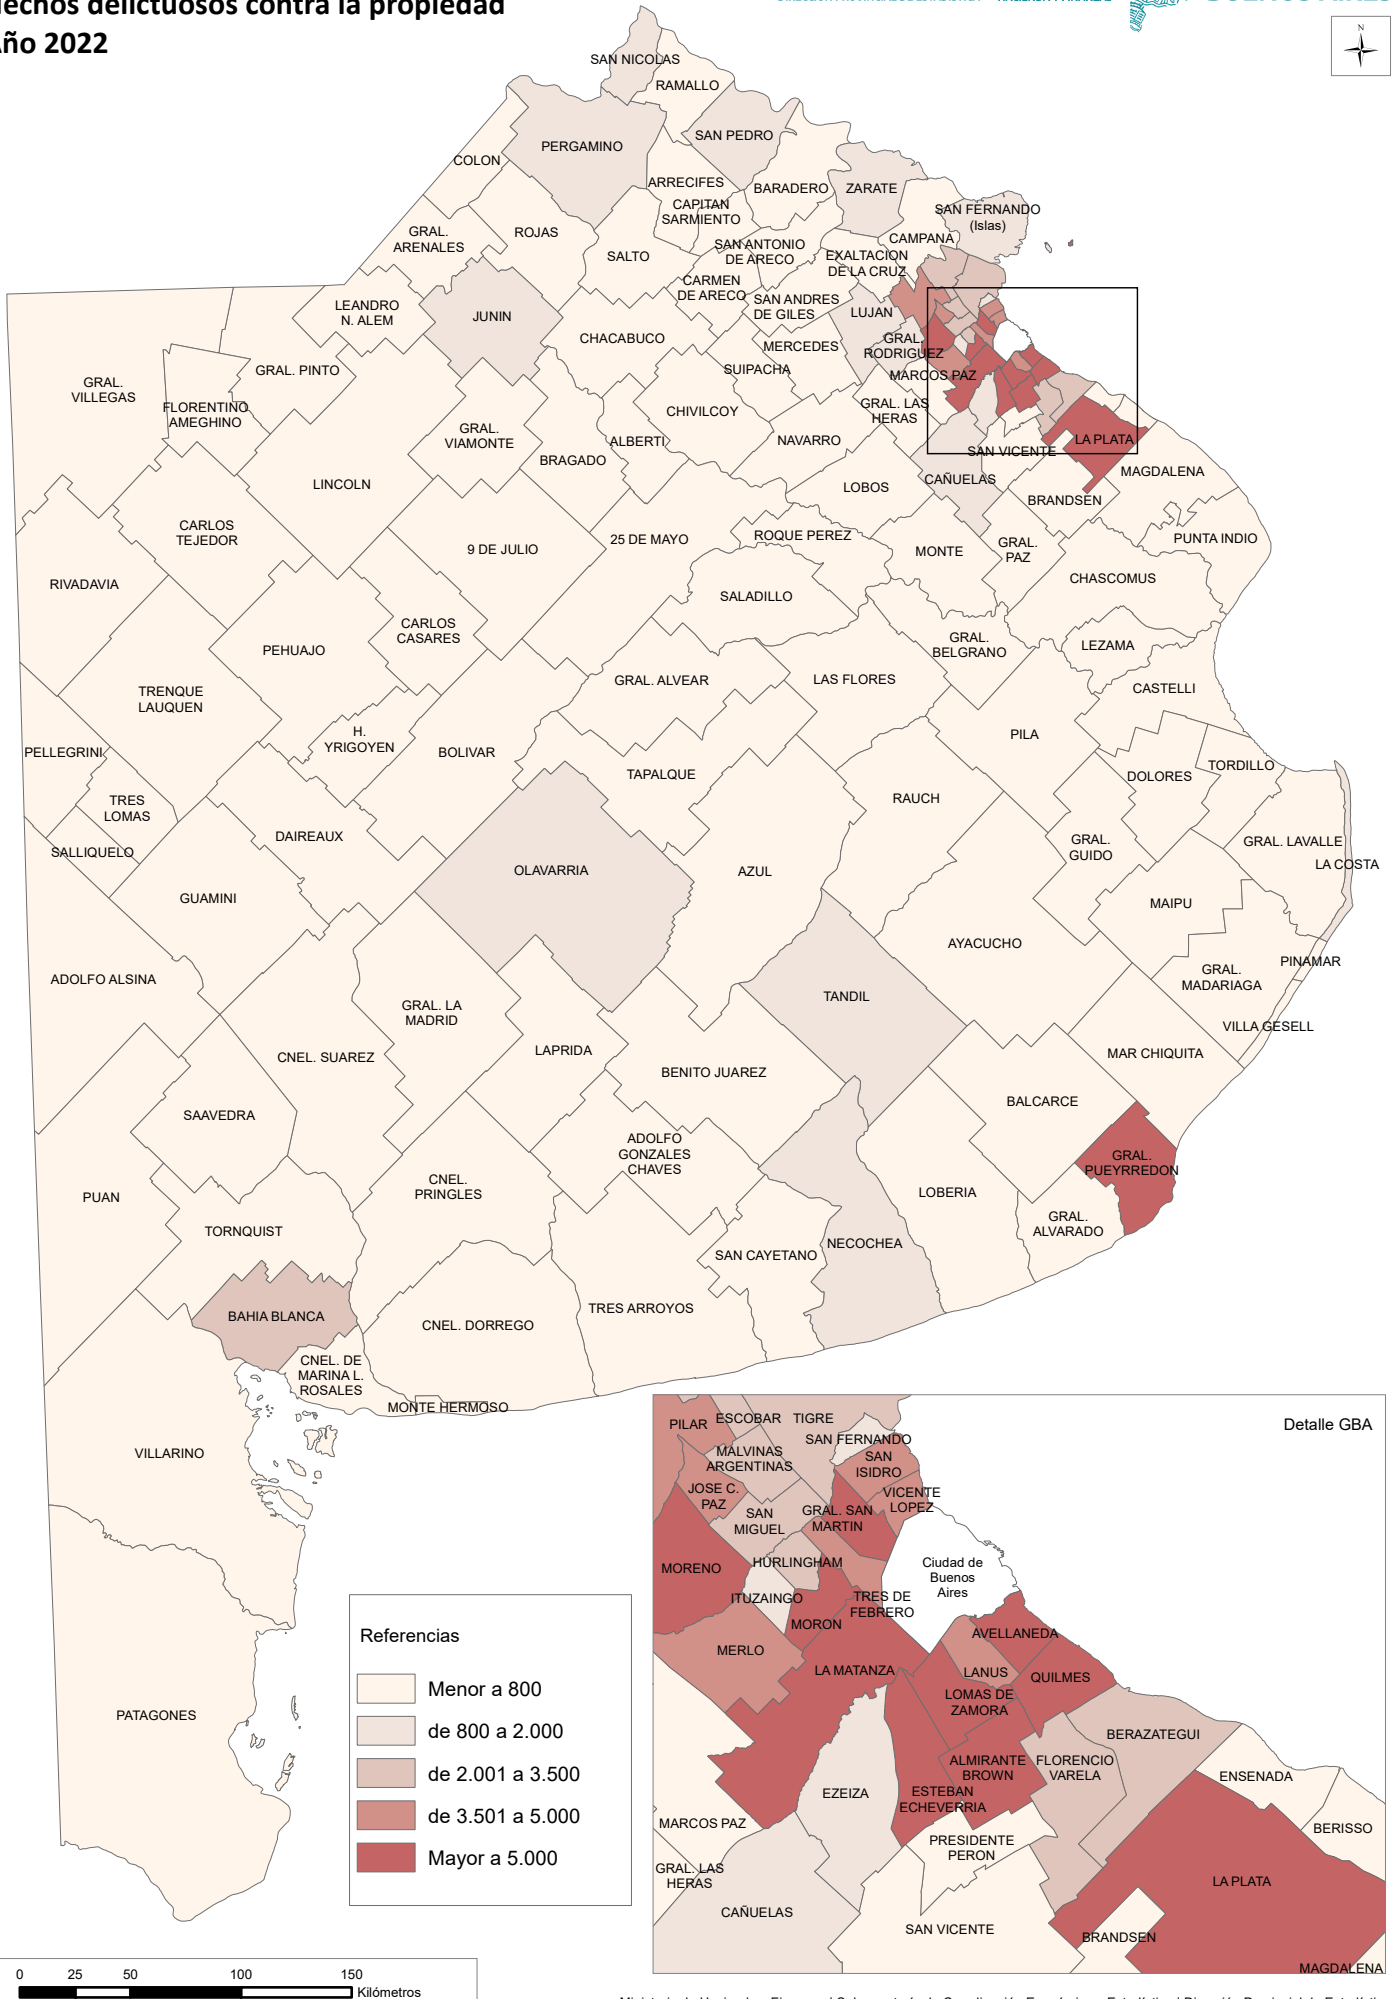 hechos delictuosos contra la propiedad
Año 2022
N
SAN NICOLAS
RAMALLO
SAN PEDRO
PERGAMINO
COLON
ARRECIFES
BARADERO
ZARATE
CAPITAN
SARMIENTO
SAN FERNANDO
(Islas)
GRAL.
ARENALES
ROJAS
SALTO
SAN ANTONIO
DE ARECO
CAMPANA
EXALTACION
DE LA CRUZ
CARMEN
DE ARECO
SAN ANDRES
DE GILES
LEANDRO
N. ALEM
JUNIN
LUJAN
CHACABUCO
MERCEDES
GRAL.
RODRIGUEZ
SUIPACHA
MARCOS PAZ
GRAL. PINTO
GRAL.
VILLEGAS
FLORENTINO
AMEGHINO
CHIVILCOY
GRAL. LAS
HERAS
GRAL.
VIAMONTE
ALBERTI
NAVARRO
LA PLATA
BRAGADO
SAN VICENTE
MAGDALENA
LINCOLN
LOBOS
CAÑUELAS
BRANDSEN
CARLOS
TEJEDOR
9 DE JULIO
25 DE MAYO
ROQUE PEREZ
MONTE
GRAL.
PAZ
PUNTA INDIO
RIVADAVIA
SALADILLO
CHASCOMUS
CARLOS
CASARES
PEHUAJO
GRAL.
BELGRANO
LEZAMA
TRENQUE
LAUQUEN
GRAL. ALVEAR
LAS FLORES
CASTELLI
PELLEGRINI
H.
YRIGOYEN
BOLIVAR
PILA
TAPALQUE
DOLORES
TORDILLO
TRES
LOMAS
RAUCH
DAIREAUX
SALLIQUELO
GRAL.
GUIDO
GRAL. LAVALLE
LA COSTA
OLAVARRIA
AZUL
GUAMINI
MAIPU
AYACUCHO
ADOLFO ALSINA
GRAL.
MADARIAGA
PINAMAR
GRAL. LA
MADRID
TANDIL
VILLA GESELL
CNEL. SUAREZ
LAPRIDA
MAR CHIQUITA
BENITO JUAREZ
BALCARCE
SAAVEDRA
ADOLFO
GONZALES
CHAVES
GRAL.
PUEYRREDON
PUAN
CNEL.
PRINGLES
LOBERIA
TORNQUIST
GRAL.
ALVARADO
SAN CAYETANO
NECOCHEA
BAHIA BLANCA
TRES ARROYOS
CNEL. DORREGO
CNEL. DE
MARINA L.
ROSALES
MONTE HERMOSO
VILLARINO
PATAGONES
Detalle GBA
PILAR
ESCOBAR
TIGRE
SAN FERNANDO
MALVINAS
ARGENTINAS
SAN
ISIDRO
JOSE C.
PAZ
VICENTE
LOPEZ
SAN
MIGUEL
GRAL. SAN
MARTIN
MORENO
HURLINGHAM
Ciudad de
Buenos
Aires
ITUZAINGO
TRES DE
FEBRERO
MORON
AVELLANEDA
MERLO
LA MATANZA
LANUS
QUILMES
LOMAS DE
ZAMORA
BERAZATEGUI
ALMIRANTE
BROWN
FLORENCIO
VARELA
EZEIZA
ESTEBAN
ECHEVERRIA
ENSENADA
MARCOS PAZ
PRESIDENTE
PERON
BERISSO
GRAL. LAS
HERAS
LA PLATA
CAÑUELAS
SAN VICENTE
BRANDSEN
MAGDALENA
Referencias
Menor a 800
de 800 a 2.000
de 2.001 a 3.500
de 3.501 a 5.000
Mayor a 5.000
0 25 50 100 150
Kilómetros